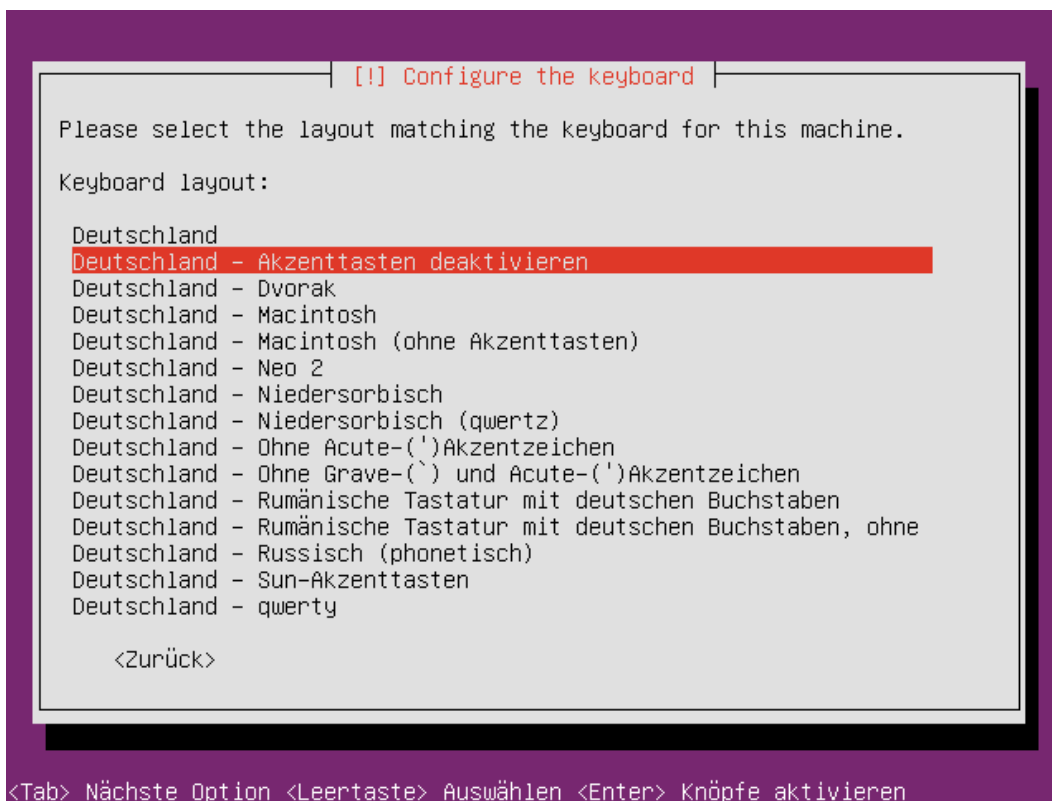 [!] Configure the keyboard
Please select the layout matching the keyboard for this machine.
Keyboard layout:
Deutschland
Deutschland - Akzenttasten deaktivieren
Deutschland - Dvorak
Deutschland - Macintosh
Deutschland - Macintosh (ohne Akzenttasten)
Deutschland - Neo 2
Deutschland - Niedersorbisch
Deutschland - Niedersorbisch (qwertz)
Deutschland - Ohne Acute-(')Akzentzeichen
Deutschland - Ohne Grave-(`) und Acute-(')Akzentzeichen
Deutschland - Rumänische Tastatur mit deutschen Buchstaben
Deutschland - Rumänische Tastatur mit deutschen Buchstaben, ohne
Deutschland - Russisch (phonetisch)
Deutschland - Sun-Akzenttasten
Deutschland - qwerty
<Zurück>
<Tab> Nächste Option <Leertaste> Auswählen <Enter> Knöpfe aktivieren